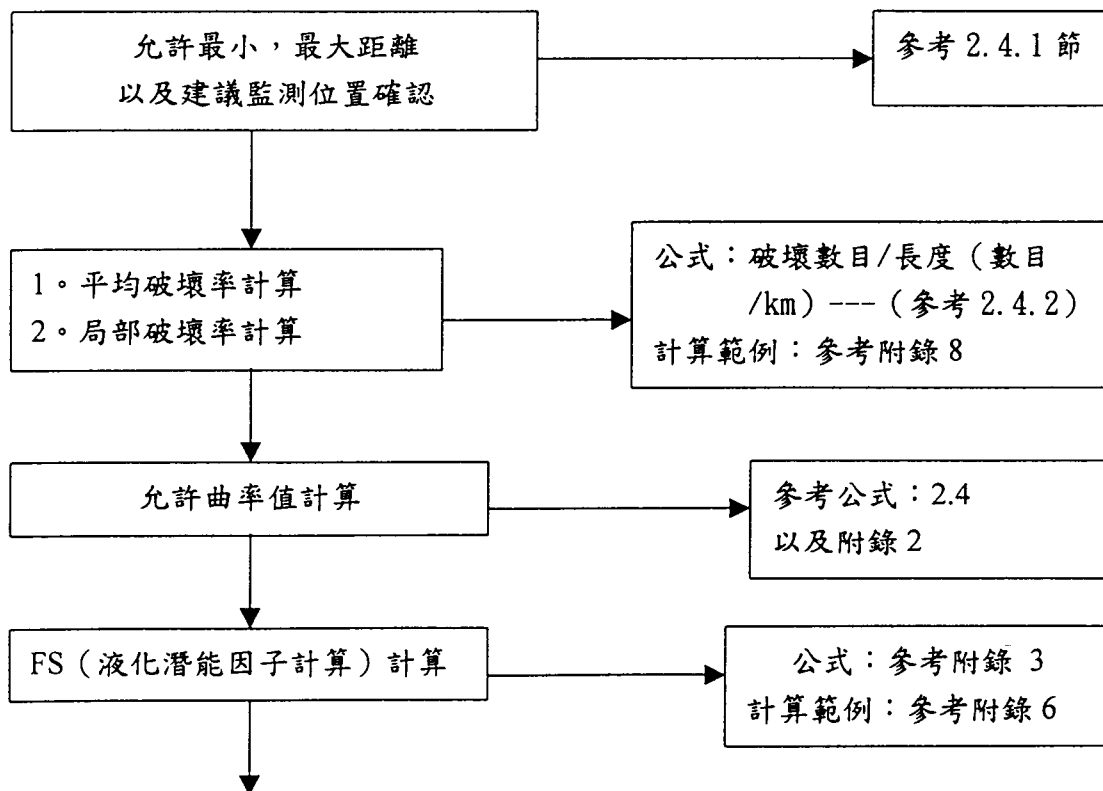 允許最小，最大距離
以及建議監測位置確認
參考 2.4.1 節
1。平均破壞率計算
2。局部破壞率計算
公式：破壞數目/長度（數目
/km）---（參考 2.4.2）
計算範例：參考附錄 8
允許曲率值計算
參考公式：2.4
以及附錄 2
FS（液化潛能因子計算）計算
公式：參考附錄 3
計算範例：參考附錄 6